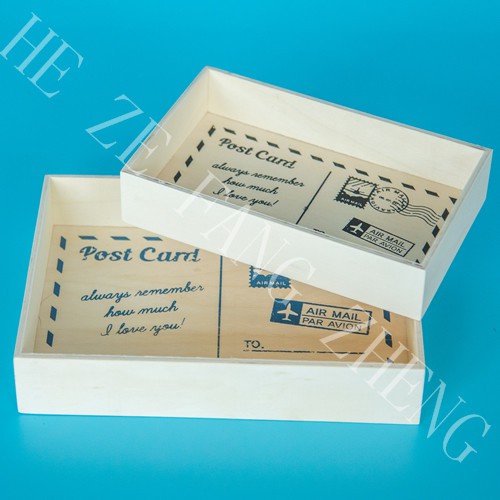 HE ZE FANG ZHENG
Post Card
always remember
how much
I love you!
AIR MAIL
PAR AVION
Post Card
always remember
how much
I love you!
AIR MAIL
AIR MAIL
PAR AVION
TO.